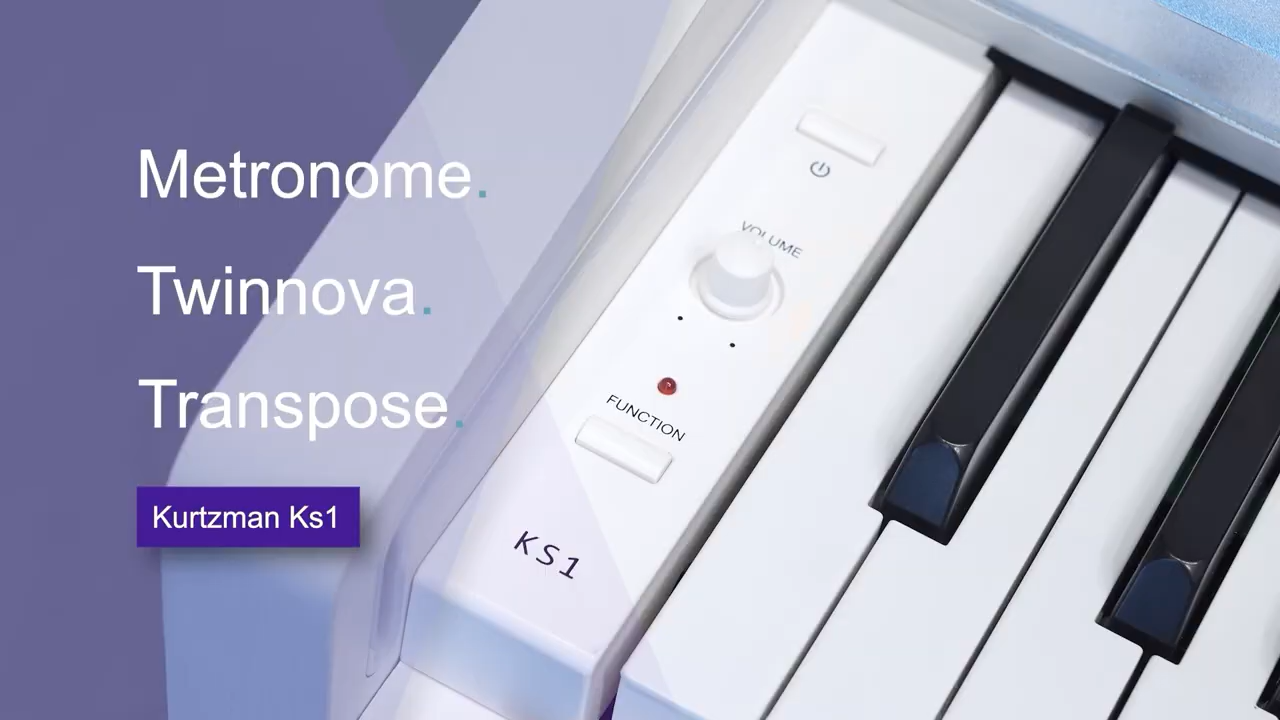 Metronome.
Twinnova.
Transpose.
Kurtzman Ks1
VOLUME
FUNCTION
KS1